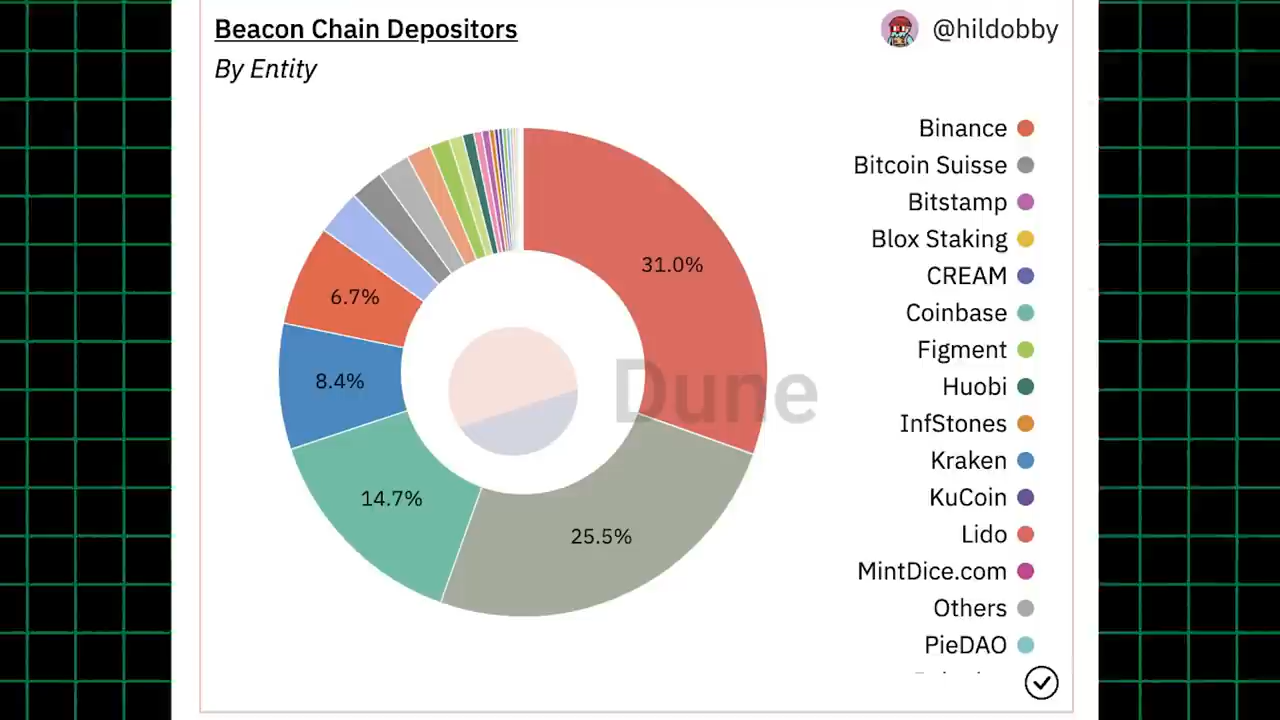 Beacon Chain Depositors
@hildobby
By Entity
Binance
Bitcoin Suisse
Bitstamp
Blox Staking
CREAM
Coinbase
Figment
Huobi
InfStones
Kraken
KuCoin
Lido
MintDice.com
Others
PieDAO
31.0%
25.5%
14.7%
8.4%
6.7%
Dune